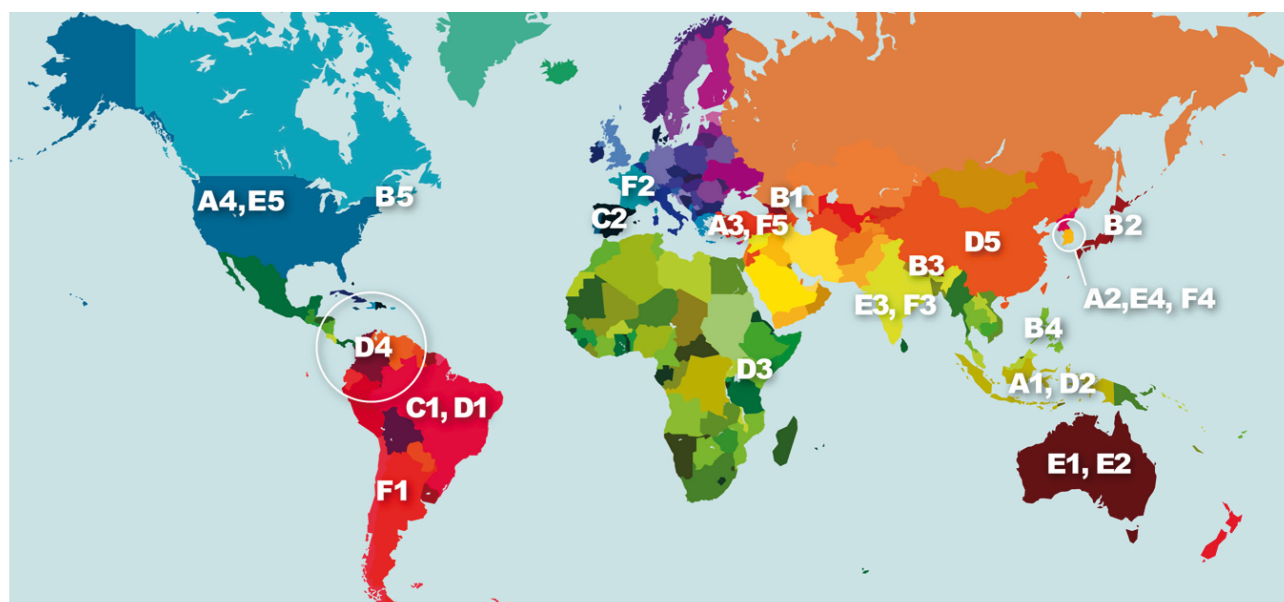 F2
B1
A4,E5
B5
C2
A3, F5
B2
D5
B3
E3, F3
A2,E4, F4
B4
D4
D3
A1, D2
C1, D1
E1, E2
F1